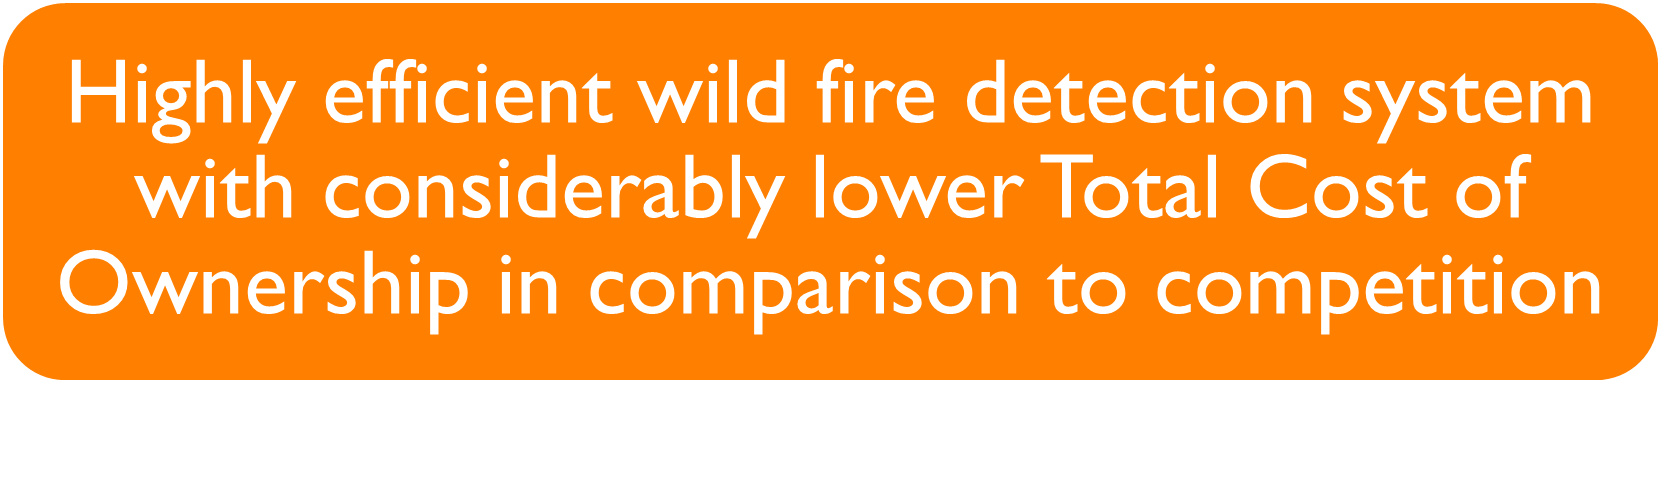 Highly efficient wild fire detection system
with considerably lower Total Cost of
Ownership in comparison to competition